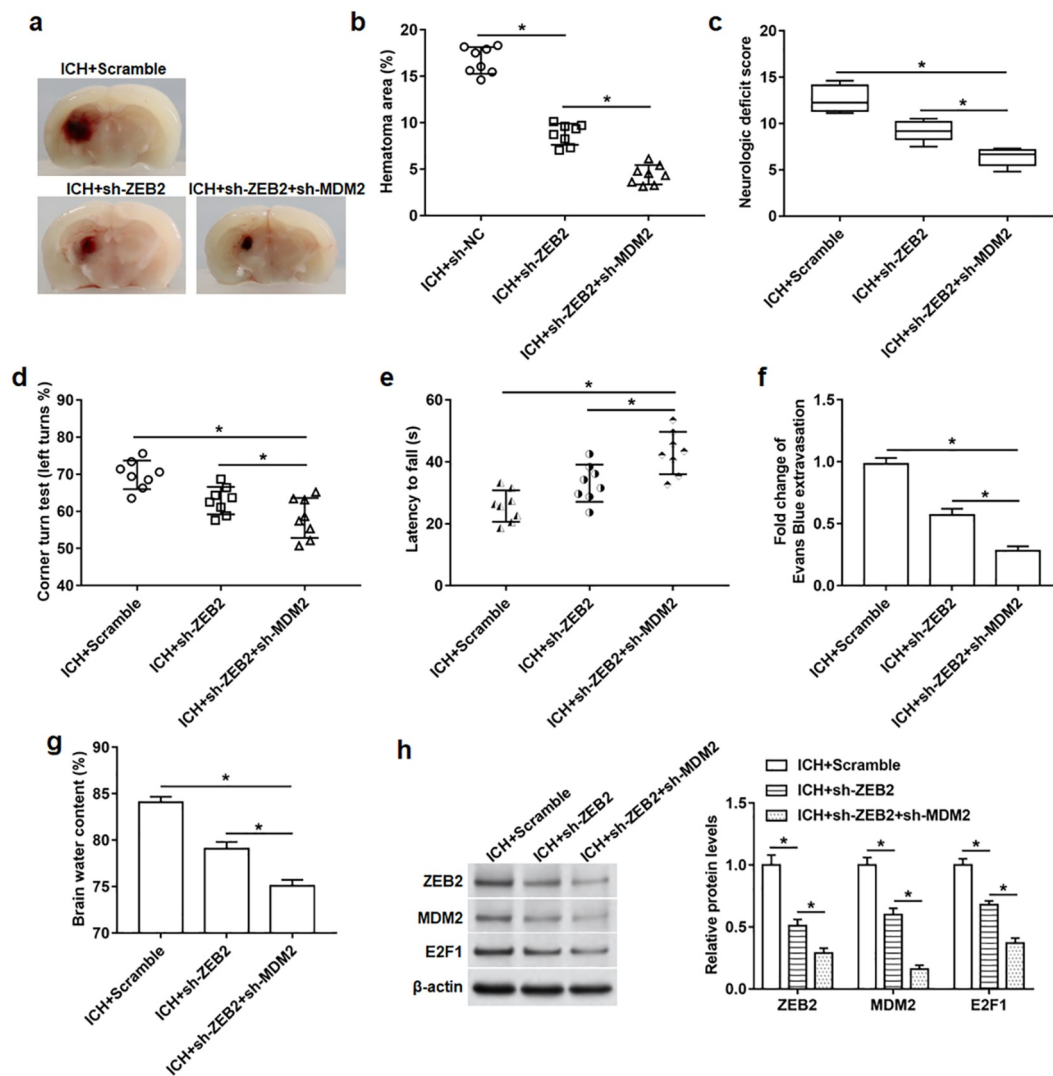 a
ICH+Scramble
ICH+sh-ZEB2
ICH+sh-ZEB2+sh-MDM2
b
Hematoma area (%)
20
15
10
5
0
*
*
ICH+sh-NC
ICH+sh-ZEB2
ICH+sh-ZEB2+sh-MDM2
c
Neurologic deficit score
20
15
10
5
0
*
*
ICH+Scramble
ICH+sh-ZEB2
ICH+sh-ZEB2+sh-MDM2
d
Corner turn test (left turns %)
90
80
70
60
50
40
*
*
ICH+Scramble
ICH+sh-ZEB2
ICH+sh-ZEB2+sh-MDM2
e
Latency to fall (s)
60
40
20
0
*
*
ICH+Scramble
ICH+sh-ZEB2
ICH+sh-ZEB2+sh-MDM2
f
Fold change of
Evans Blue extravasation
1.5
1.0
0.5
0.0
*
*
ICH+Scramble
ICH+sh-ZEB2
ICH+sh-ZEB2+sh-MDM2
g
Brain water content (%)
90
85
80
75
70
*
*
ICH+Scramble
ICH+sh-ZEB2
ICH+sh-ZEB2+sh-MDM2
h
ICH+Scramble
ICH+sh-ZEB2
ICH+sh-ZEB2+sh-MDM2
ZEB2
MDM2
E2F1
β-actin
ICH+Scramble
ICH+sh-ZEB2
ICH+sh-ZEB2+sh-MDM2
Relative protein levels
1.5
1.0
0.5
0.0
* * *
* * *
ZEB2 MDM2 E2F1